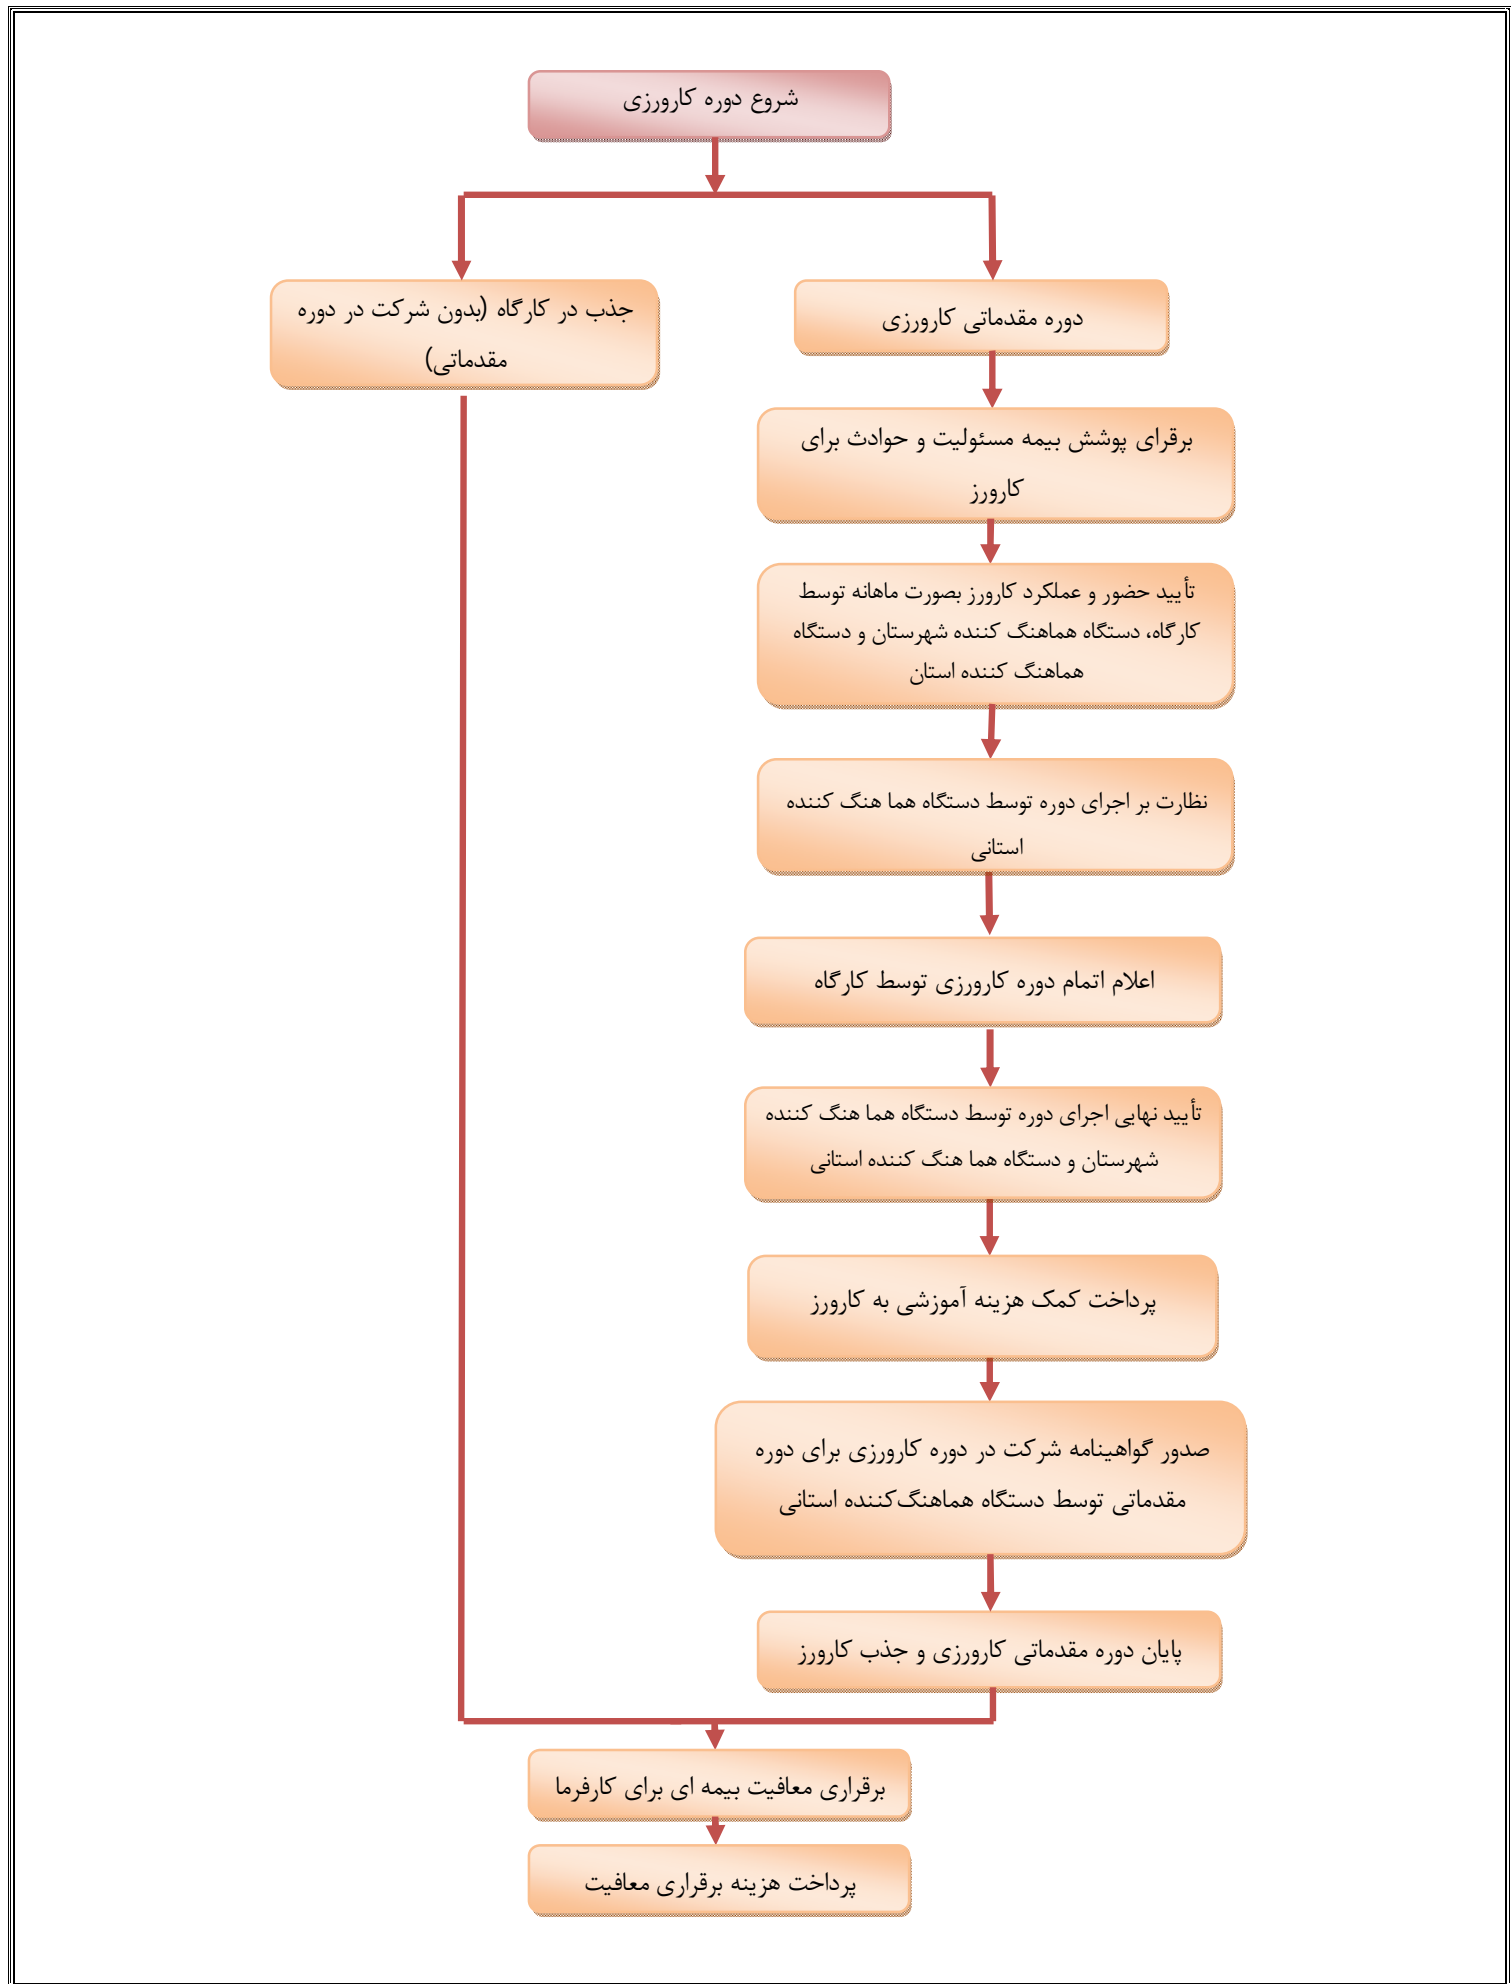 شروع دوره کارورزی
دوره مقدماتی کارورزی
جذب در کارگاه (بدون شرکت در دوره
مقدماتی)
برقرای پوشش بیمه مسئولیت و حوادث برای
کارورز
تأیید حضور و عملکرد کارورز بصورت ماهانه توسط
کارگاه، دستگاه هماهنگ کننده شهرستان و دستگاه
هماهنگ کننده استان
نظارت بر اجرای دوره توسط دستگاه هما هنگ کننده
استانی
اعلام اتمام دوره کارورزی توسط کارگاه
تأیید نهایی اجرای دوره توسط دستگاه هما هنگ کننده
شهرستان و دستگاه هما هنگ کننده استانی
پرداخت کمک هزینه آموزشی به کارورز
صدور گواهینامه شرکت در دوره کارورزی برای دوره
مقدماتی توسط دستگاه هماهنگ‌کننده استانی
پایان دوره مقدماتی کارورزی و جذب کارورز
برقراری معافیت بیمه ای برای کارفرما
پرداخت هزینه برقراری معافیت